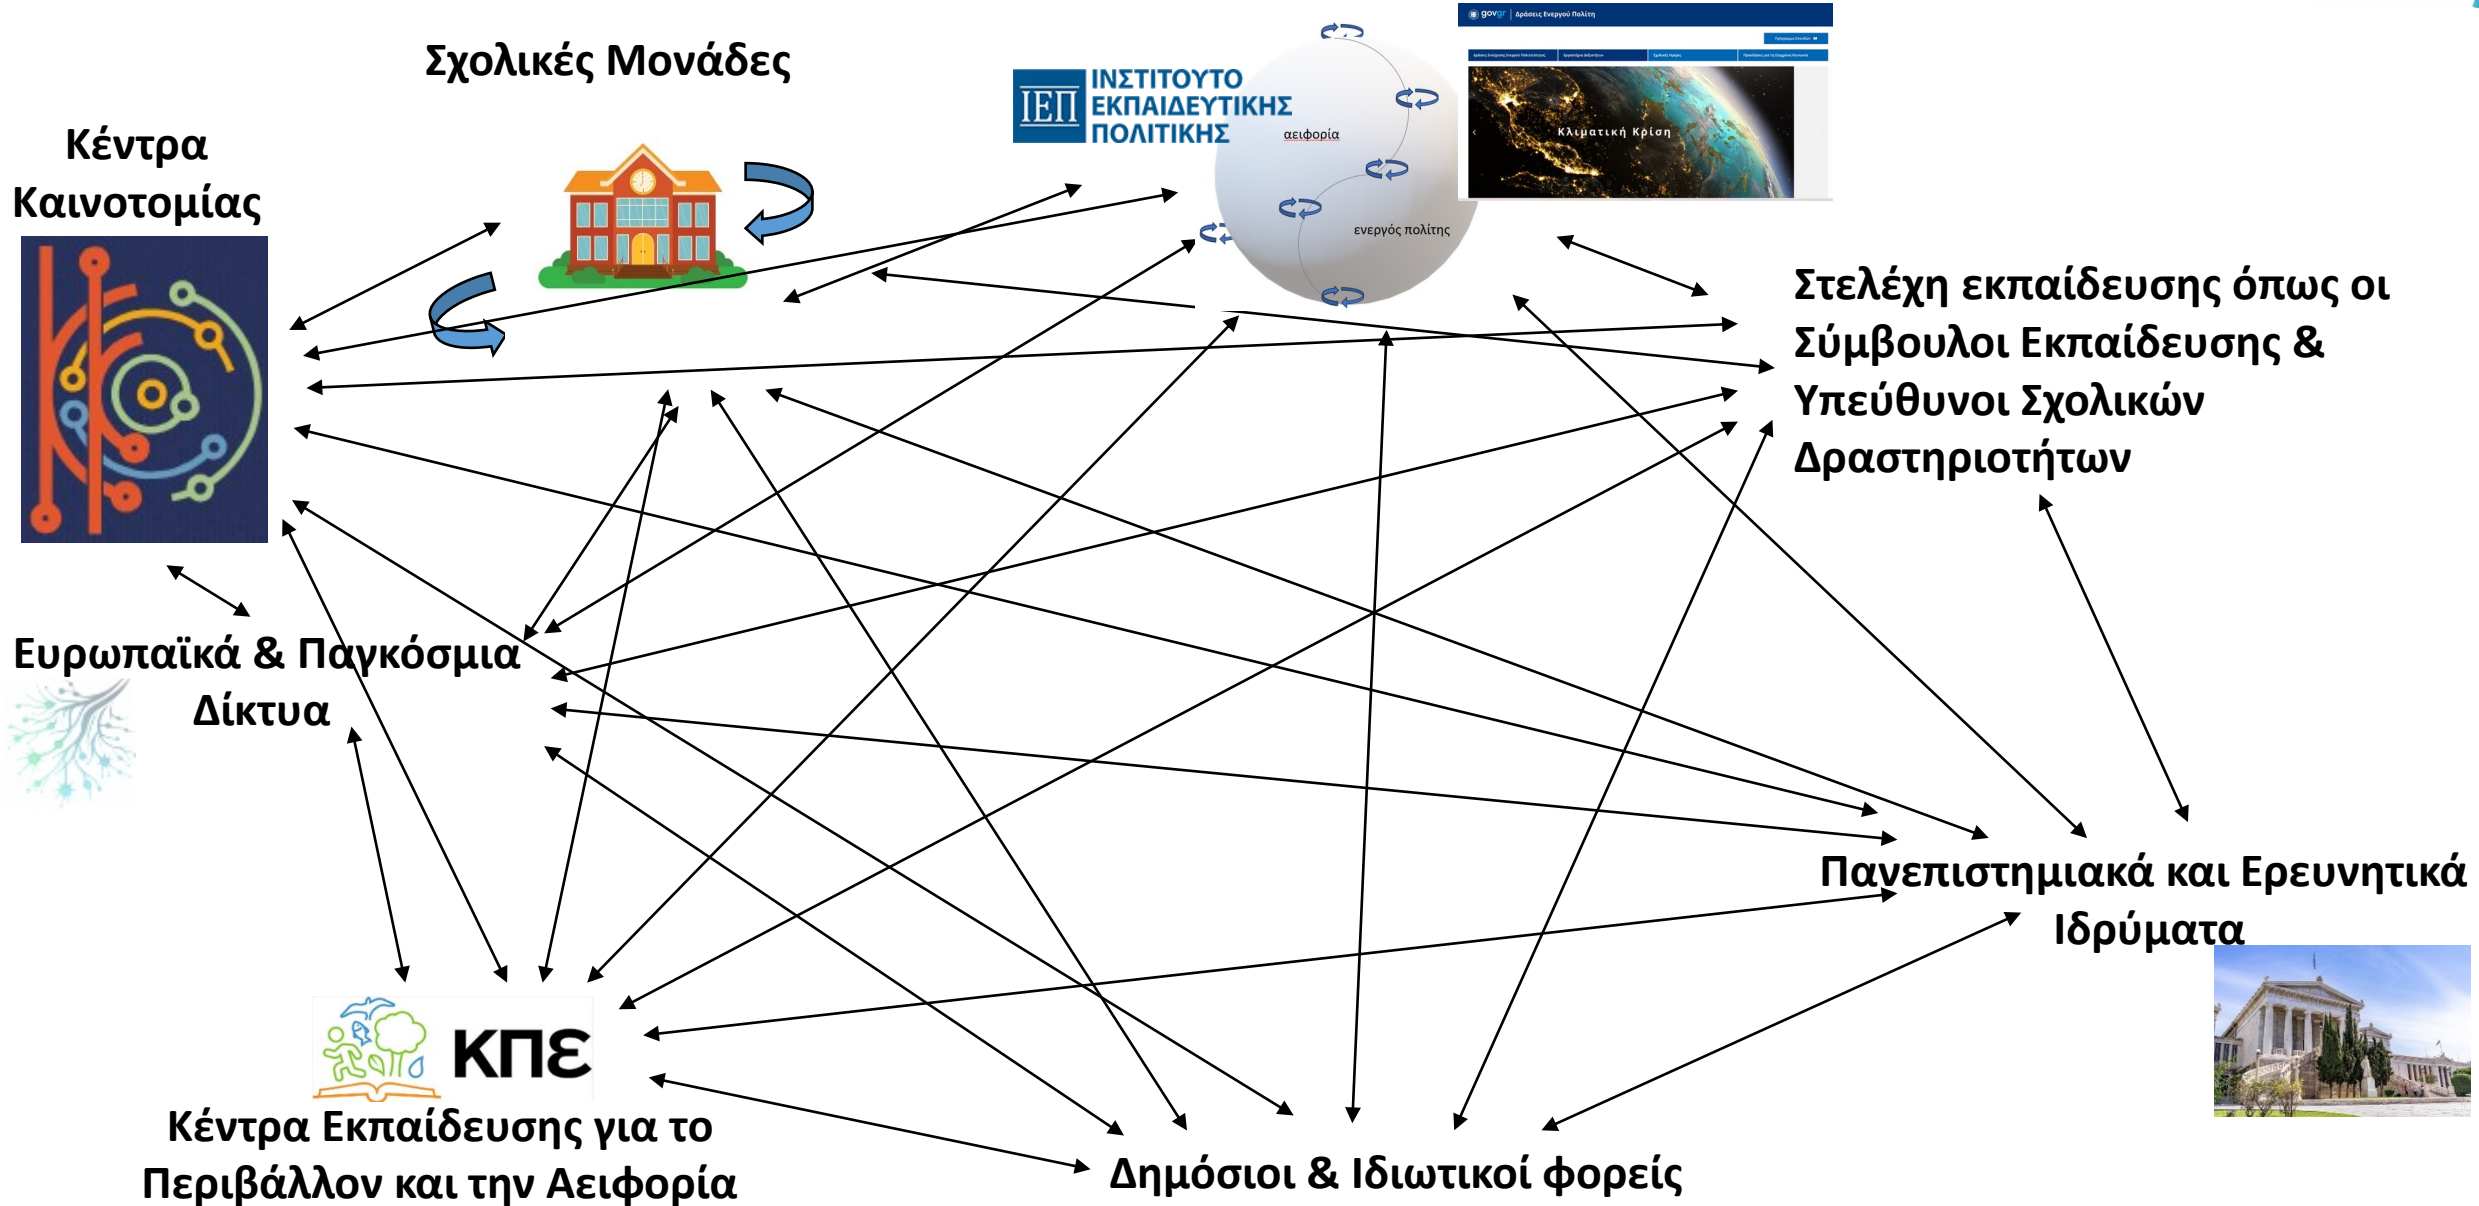 Σχολικές Μονάδες
Κέντρα
Καινοτομίας
ΙΕΠ
ΙΝΣΤΙΤΟΥΤΟ
ΕΚΠΑΙΔΕΥΤΙΚΗΣ
ΠΟΛΙΤΙΚΗΣ
αειφορία
ενεργός πολίτης
govgr | Δράσεις Ενεργού Πολίτη
Κλιματική Κρίση
Στελέχη εκπαίδευσης όπως οι
Σύμβουλοι Εκπαίδευσης &
Υπεύθυνοι Σχολικών
Δραστηριοτήτων
Ευρωπαϊκά & Παγκόσμια
Δίκτυα
Πανεπιστημιακά και Ερευνητικά
Ιδρύματα
ΚΠε
Κέντρα Εκπαίδευσης για το
Περιβάλλον και την Αειφορία
Δημόσιοι & Ιδιωτικοί φορείς